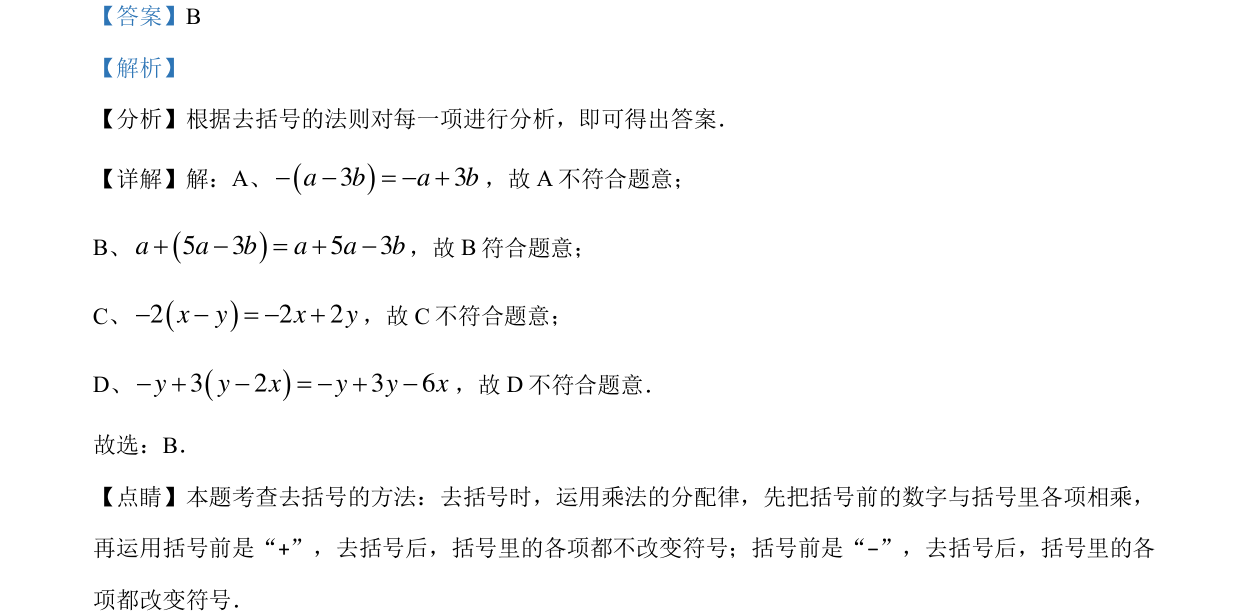 【答案】B
【解析】
【分析】根据去括号的法则对每一项进行分析，即可得出答案．
【详解】解：A、−(a−3b)=−a+3b，故 A 不符合题意；
B、a+(5a−3b)=a+5a−3b，故 B 符合题意；
C、−2(x−y)=−2x+2y，故 C 不符合题意；
D、−y+3(y−2x)=−y+3y−6x，故 D 不符合题意．
故选：B．
【点睛】本题考查去括号的方法：去括号时，运用乘法的分配律，先把括号前的数字与括号里各项相乘，
再运用括号前是“+”，去括号后，括号里的各项都不改变符号；括号前是“−”，去括号后，括号里的各
项都改变符号．